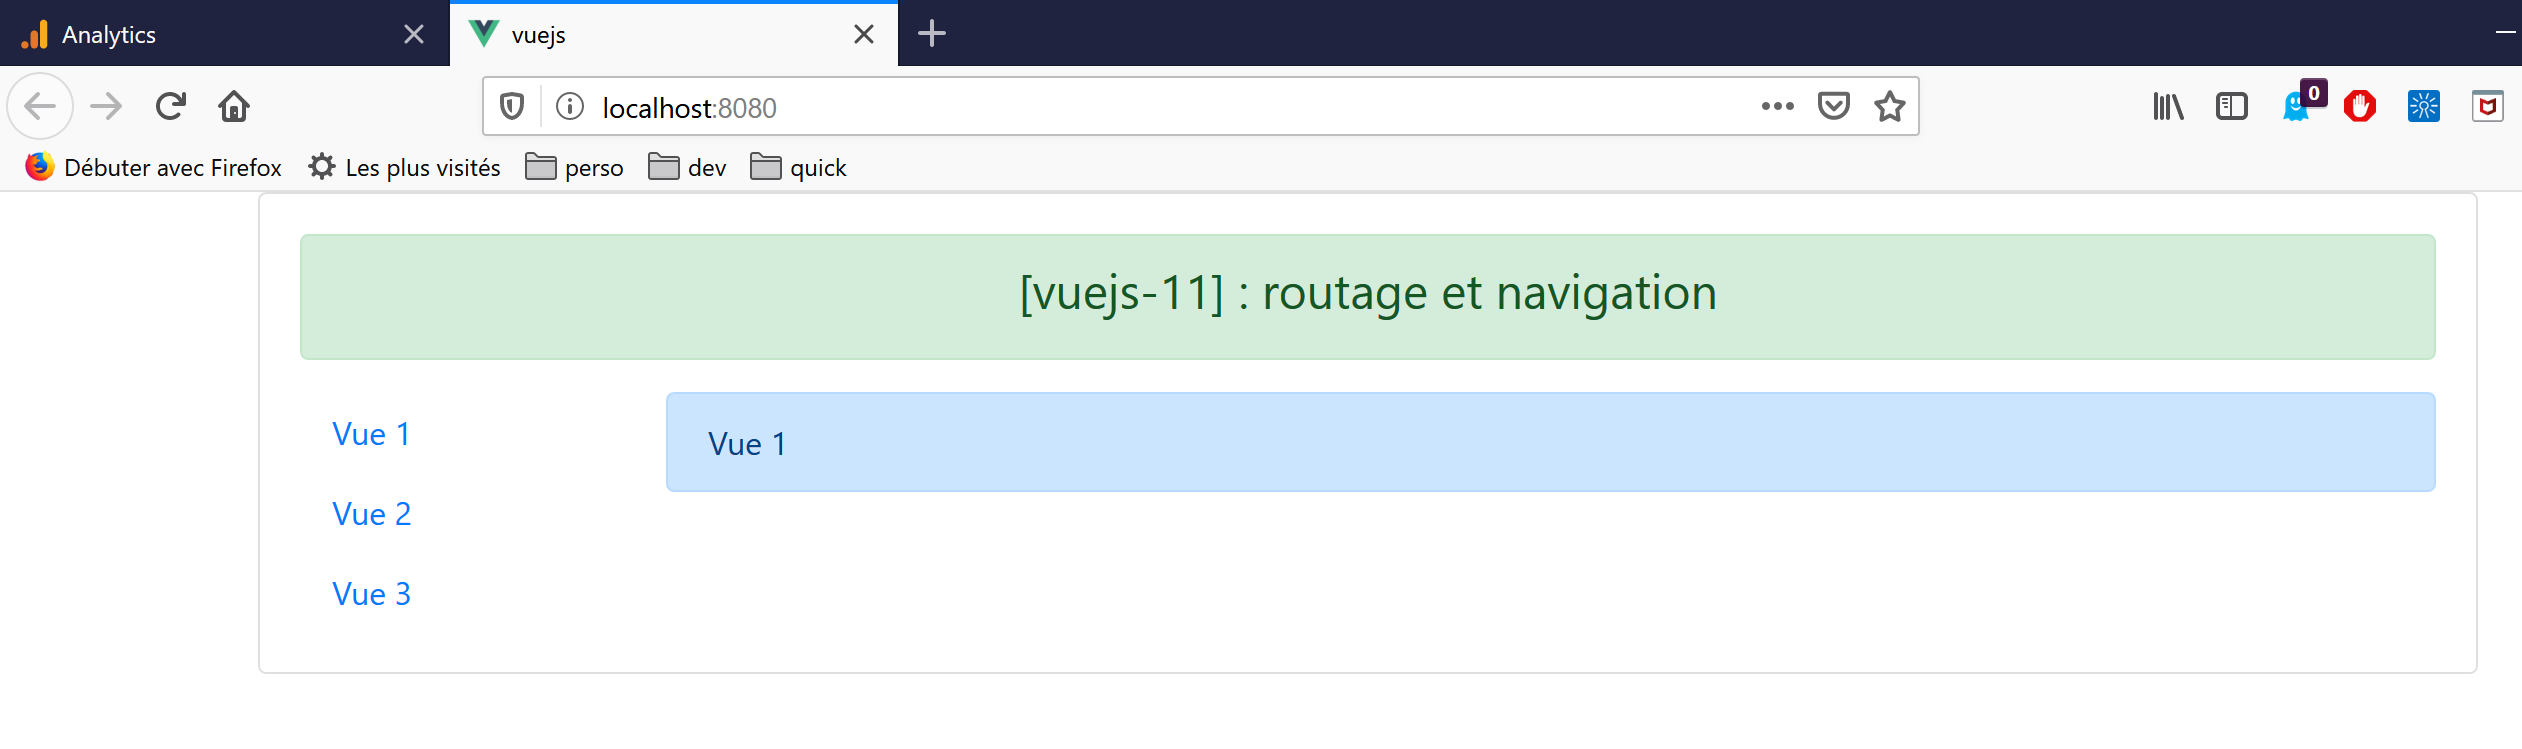 Analytics
vuejs
localhost:8080
0
Débuter avec Firefox
Les plus visités
perso
dev
quick
[vuejs-11] : routage et navigation
Vue 1
Vue 1
Vue 2
Vue 3